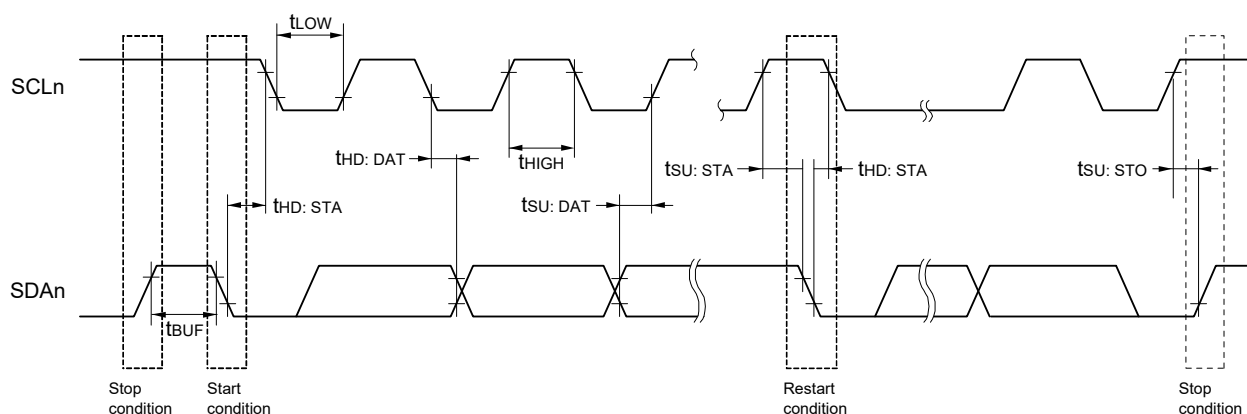 tLOW
SCLn
tHD: DAT
tHIGH
tSU: STA
tHD: STA
tSU: STO
tHD: STA
tSU: DAT
SDAn
tBUF
Stop
condition
Start
condition
Restart
condition
Stop
condition